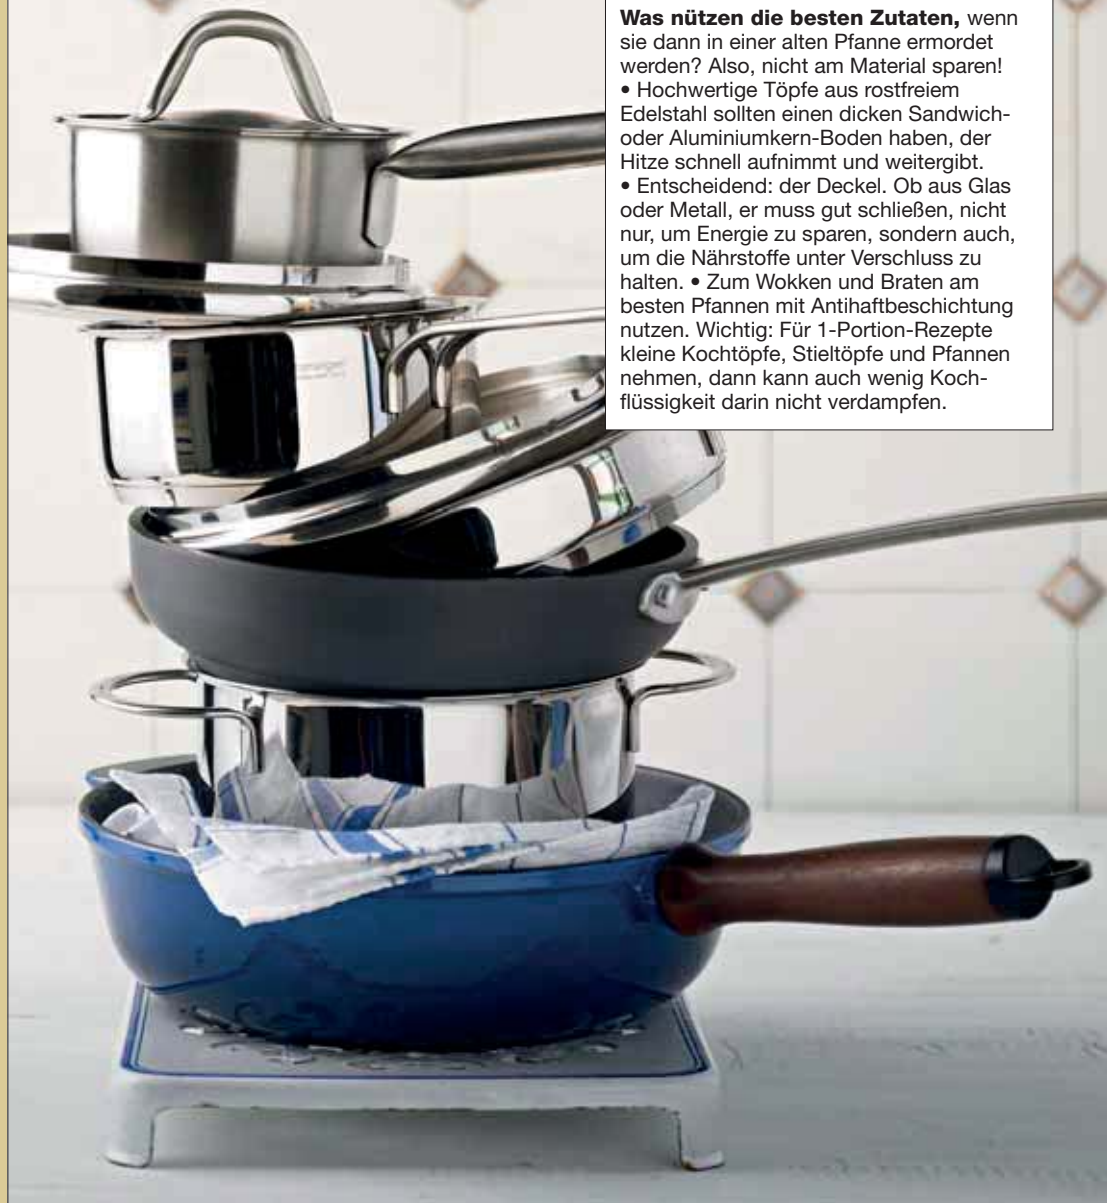 Was nützen die besten Zutaten, wenn
sie dann in einer alten Pfanne ermordet
werden? Also, nicht am Material sparen!
• Hochwertige Töpfe aus rostfreiem
Edelstahl sollten einen dicken Sandwich-
oder Aluminiumkern-Boden haben, der
Hitze schnell aufnimmt und weitergibt.
• Entscheidend: der Deckel. Ob aus Glas
oder Metall, er muss gut schließen, nicht
nur, um Energie zu sparen, sondern auch,
um die Nährstoffe unter Verschluss zu
halten. • Zum Wokken und Braten am
besten Pfannen mit Antihaftbeschichtung
nutzen. Wichtig: Für 1-Portion-Rezepte
kleine Kochtöpfe, Stieltöpfe und Pfannen
nehmen, dann kann auch wenig Koch-
flüssigkeit darin nicht verdampfen.